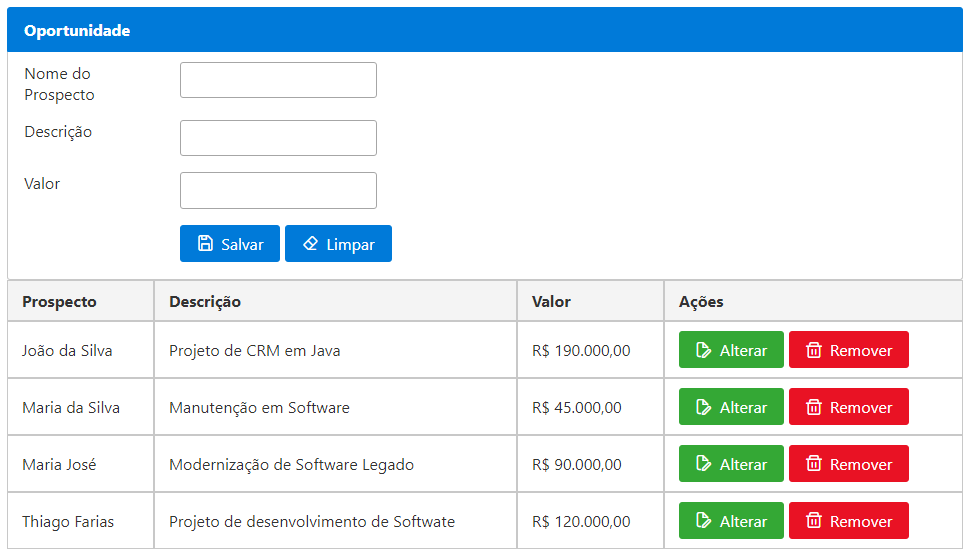 Oportunidade
Nome do
Prospecto
Descrição
Valor
Salvar Limpar
Prospecto Descrição Valor Ações
João da Silva Projeto de CRM em Java R$ 190.000,00 Alterar Remover
Maria da Silva Manutenção em Software R$ 45.000,00 Alterar Remover
Maria José Modernização de Software Legado R$ 90.000,00 Alterar Remover
Thiago Farias Projeto de desenvolvimento de Softwate R$ 120.000,00 Alterar Remover